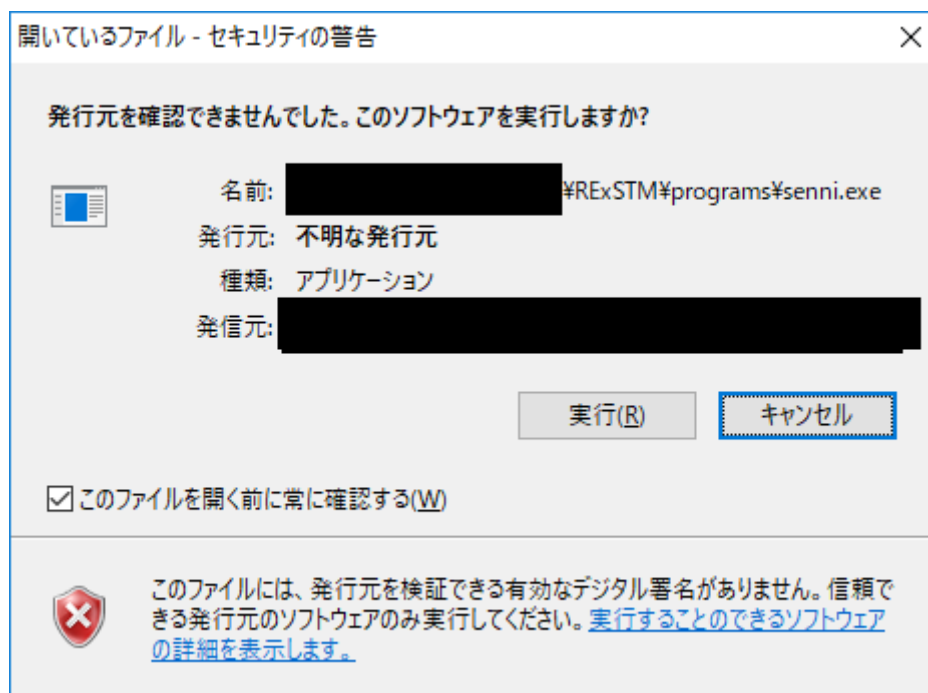 開いているファイル - セキュリティの警告
発行元を確認できませんでした。このソフトウェアを実行しますか?
名前: ¥RExSTM¥programs¥senni.exe
発行元: 不明な発行元
種類: アプリケーション
発信元:
実行(R)
キャンセル
このファイルを開く前に常に確認する(W)
このファイルには、発行元を検証できる有効なデジタル署名がありません。信頼で
きる発行元のソフトウェアのみ実行してください。実行することのできるソフトウェア
の詳細を表示します。